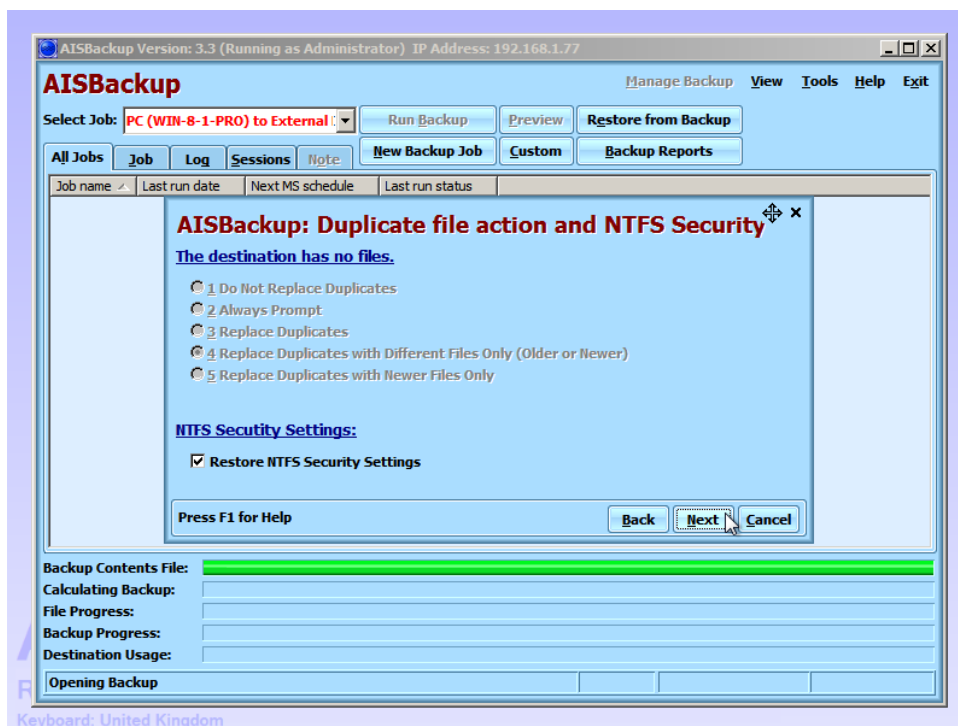 AISBackup Version: 3.3 (Running as Administrator) IP Address: 192.168.1.77
AISBackup
Manage Backup View Tools Help Exit
Select Job: PC (WIN-8-1-PRO) to External Run Backup Preview Restore from Backup
All Jobs Job Log Sessions Note New Backup Job Custom Backup Reports
Job name Last run date Next MS schedule Last run status
AISBackup: Duplicate file action and NTFS Security
The destination has no files.
1 Do Not Replace Duplicates
2 Always Prompt
3 Replace Duplicates
4 Replace Duplicates with Different Files Only (Older or Newer)
5 Replace Duplicates with Newer Files Only
NTFS Secutity Settings:
Restore NTFS Security Settings
Press F1 for Help Back Next Cancel
Backup Contents File:
Calculating Backup:
File Progress:
Backup Progress:
Destination Usage:
Opening Backup
Keyboard: United Kingdom